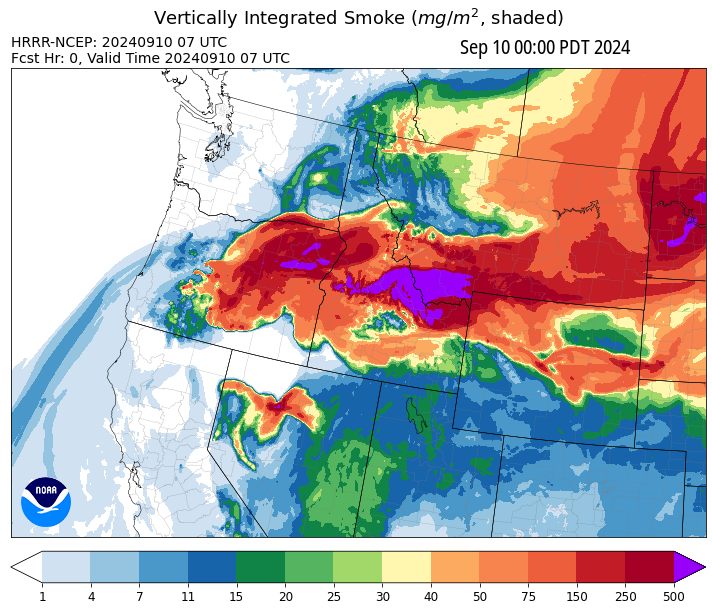 Vertically Integrated Smoke (mg/m², shaded)
HRRR-NCEP: 20240910 07 UTC
Fcst Hr: 0, Valid Time 20240910 07 UTC
Sep 10 00:00 PDT 2024
NOAA
1 4 7 11 15 20 25 30 40 50 75 150 250 500